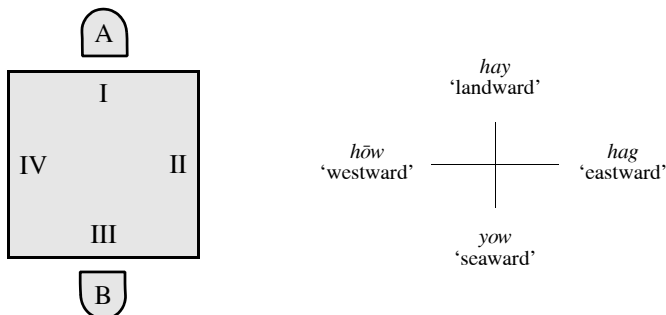 A
I
IV
II
III
B
hay
‘landward’
hōw
‘westward’
hag
‘eastward’
yow
‘seaward’